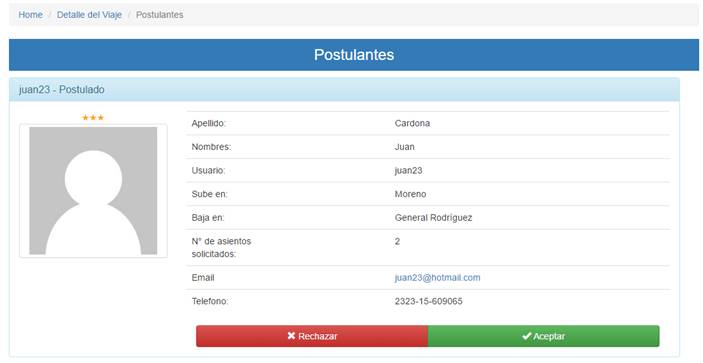 Home / Detalle del Viaje / Postulantes
Postulantes
juan23 - Postulado
Apellido: Cardona
Nombres: Juan
Usuario: juan23
Sube en: Moreno
Baja en: General Rodríguez
N° de asientos 2
solicitados:
Email juan23@hotmail.com
Telefono: 2323-15-609065
Rechazar Aceptar